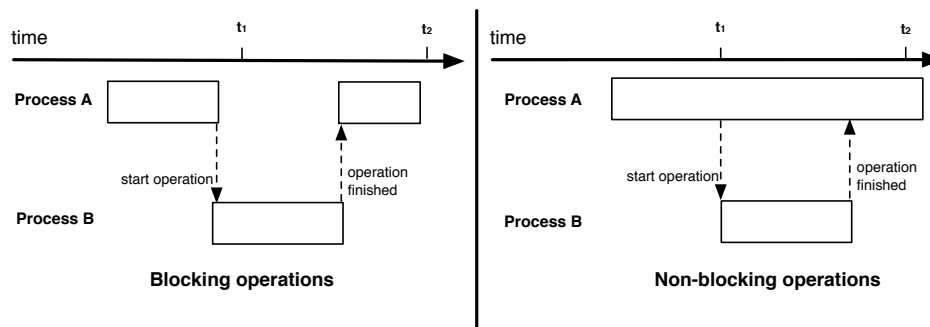 t1
t2
time
Process A
start operation
operation
finished
Process B
Blocking operations
t1
t2
time
Process A
start operation
operation
finished
Process B
Non-blocking operations